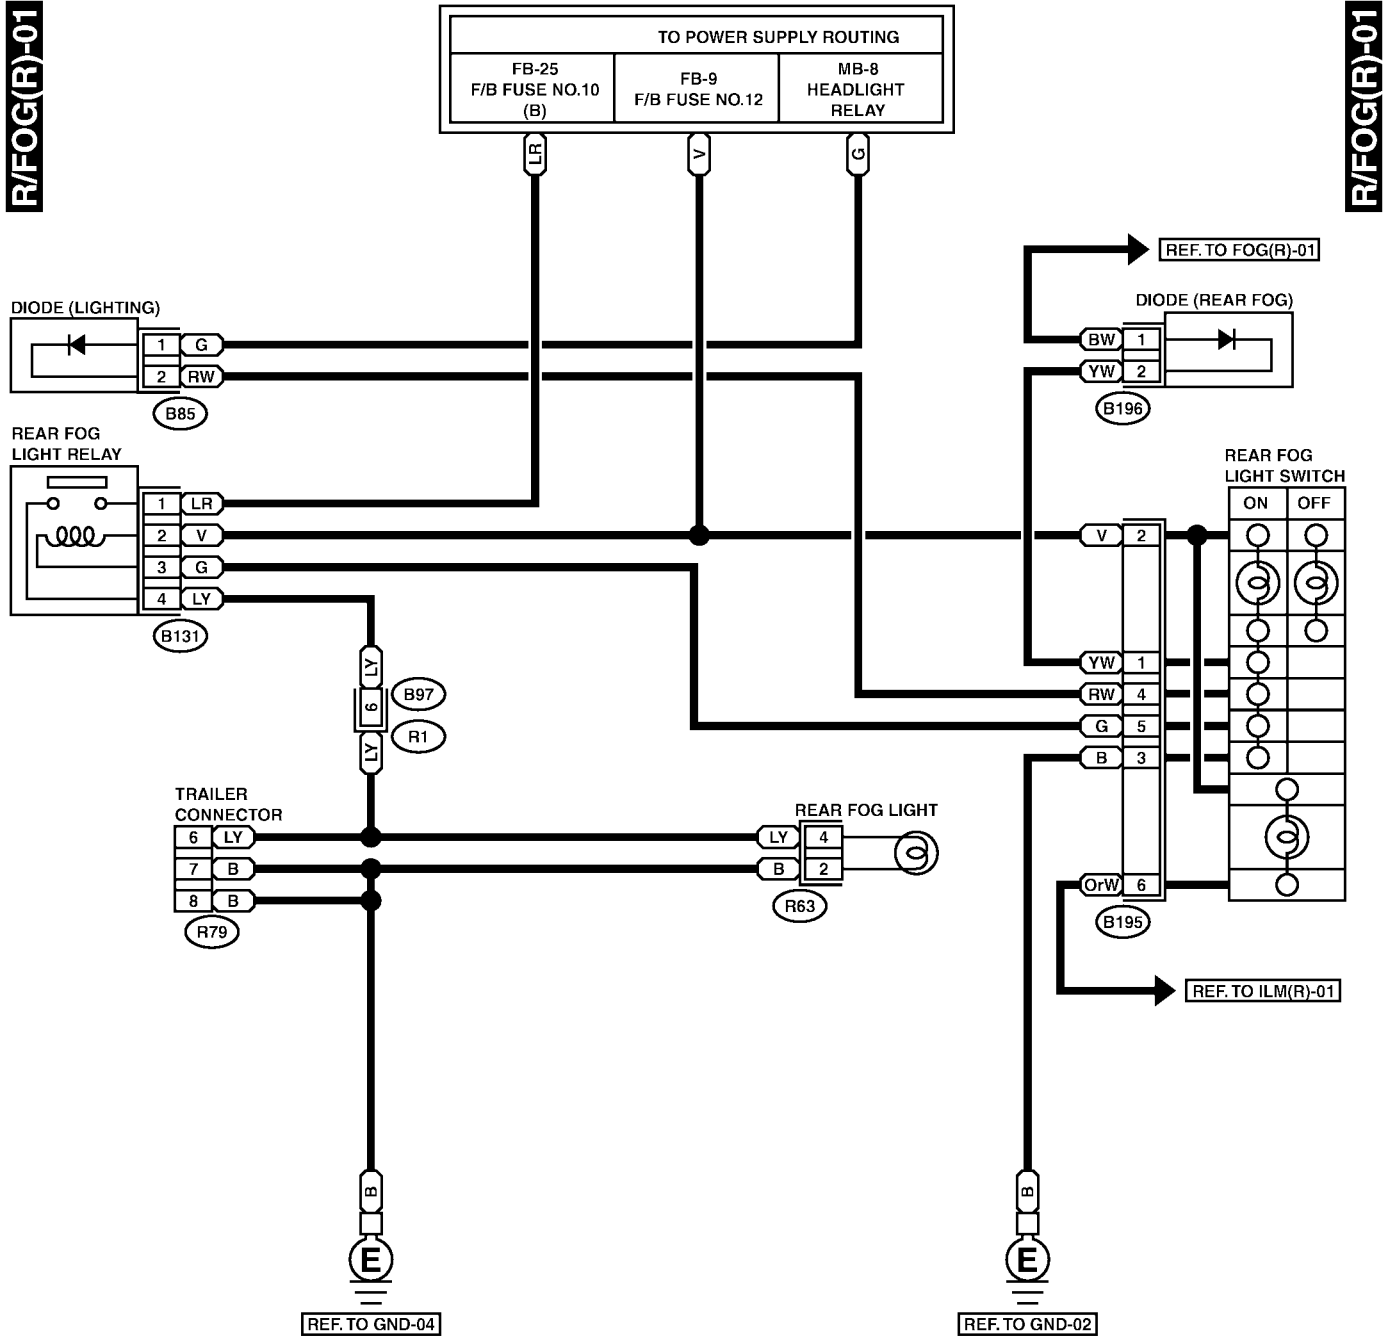 R/FOG(R)-01
R/FOG(R)-01
TO POWER SUPPLY ROUTING
FB-25
F/B FUSE NO.10
(B)
FB-9
F/B FUSE NO.12
MB-8
HEADLIGHT
RELAY
LR
V
G
REF. TO FOG(R)-01
DIODE (LIGHTING)
1 G
2 RW
B85
DIODE (REAR FOG)
BW 1
YW 2
B196
REAR FOG
LIGHT RELAY
1 LR
2 V
3 G
4 LY
B131
REAR FOG
LIGHT SWITCH
ON OFF
V 2
YW 1
RW 4
G 5
B 3
OrW 6
B195
LY
6
B97
R1
LY
TRAILER
CONNECTOR
6 LY
7 B
8 B
R79
REAR FOG LIGHT
LY 4
B 2
R63
REF. TO ILM(R)-01
B
E
REF. TO GND-04
B
E
REF. TO GND-02